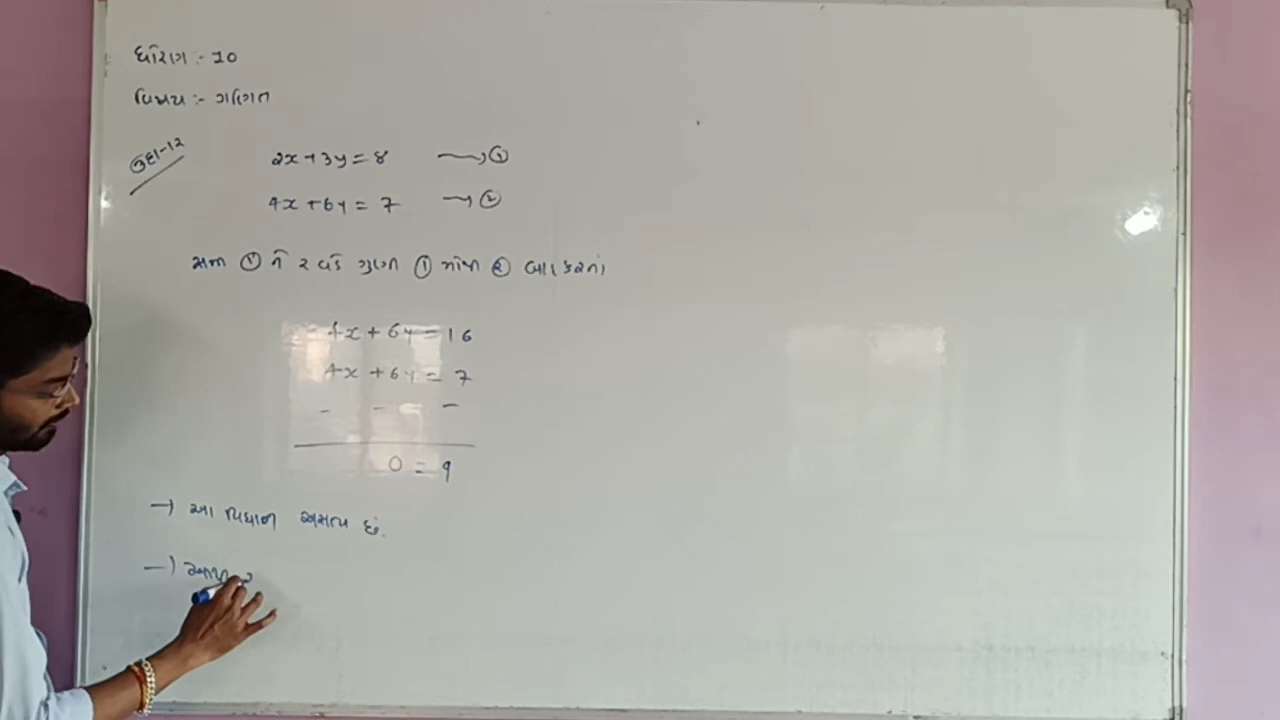 ધોરણ :- 10
વિષય :- ગણિત
ઉદા-12
2x+3y=8 → ①
4x+6y=7 → ②
સમી ① ને ર વડે ગુણી ① માંથી ② બાદ કરતાં
4x+6y=16
4x+6y=7
- - -
0=9
→ આ વિધાન અસત્ય છે.
→